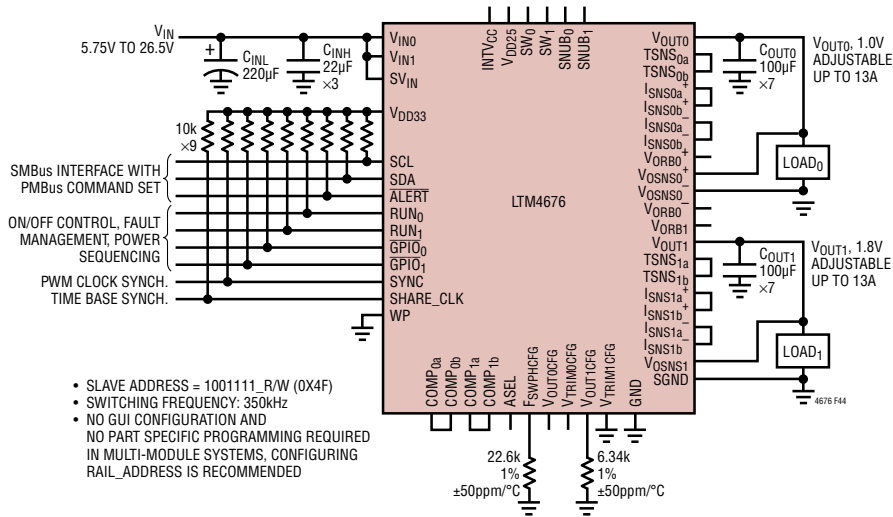 VIN
5.75V TO 26.5V
+
CINL
220µF
CINH
22µF
×3
INTVCC
VDD25
SW0
SW1
SNUB0
SNUB1
VIN0
VIN1
SVIN
VDD33
10k
×9
SMBus INTERFACE WITH
PMBus COMMAND SET
ON/OFF CONTROL, FAULT
MANAGEMENT, POWER
SEQUENCING
PWM CLOCK SYNCH.
TIME BASE SYNCH.
SCL
SDA
ALERT
RUN0
RUN1
GPIO0
GPIO1
SYNC
SHARE_CLK
WP
LTM4676
VOUT0
TSNS0a
TSNS0b
ISNS0a+
ISNS0b+
ISNS0a–
ISNS0b–
VORB0+
VOSNS0+
VOSNS0–
VORB0–
VORB1
VOUT1
TSNS1a
TSNS1b
ISNS1a+
ISNS1b+
ISNS1a–
ISNS1b–
VOSNS1
SGND
COUT0
100µF
×7
VOUT0, 1.0V
ADJUSTABLE
UP TO 13A
LOAD0
COUT1
100µF
×7
VOUT1, 1.8V
ADJUSTABLE
UP TO 13A
LOAD1
4676 F44
COMP0a
COMP0b
COMP1a
COMP1b
ASEL
FSWPHCFG
VOUT0CFG
VTRIM0CFG
VOUT1CFG
VTRIM1CFG
GND
22.6k
1%
±50ppm/°C
6.34k
1%
±50ppm/°C
• SLAVE ADDRESS = 1001111_R/W (0X4F)
• SWITCHING FREQUENCY: 350kHz
• NO GUI CONFIGURATION AND
NO PART SPECIFIC PROGRAMMING REQUIRED
IN MULTI-MODULE SYSTEMS, CONFIGURING
RAIL_ADDRESS IS RECOMMENDED